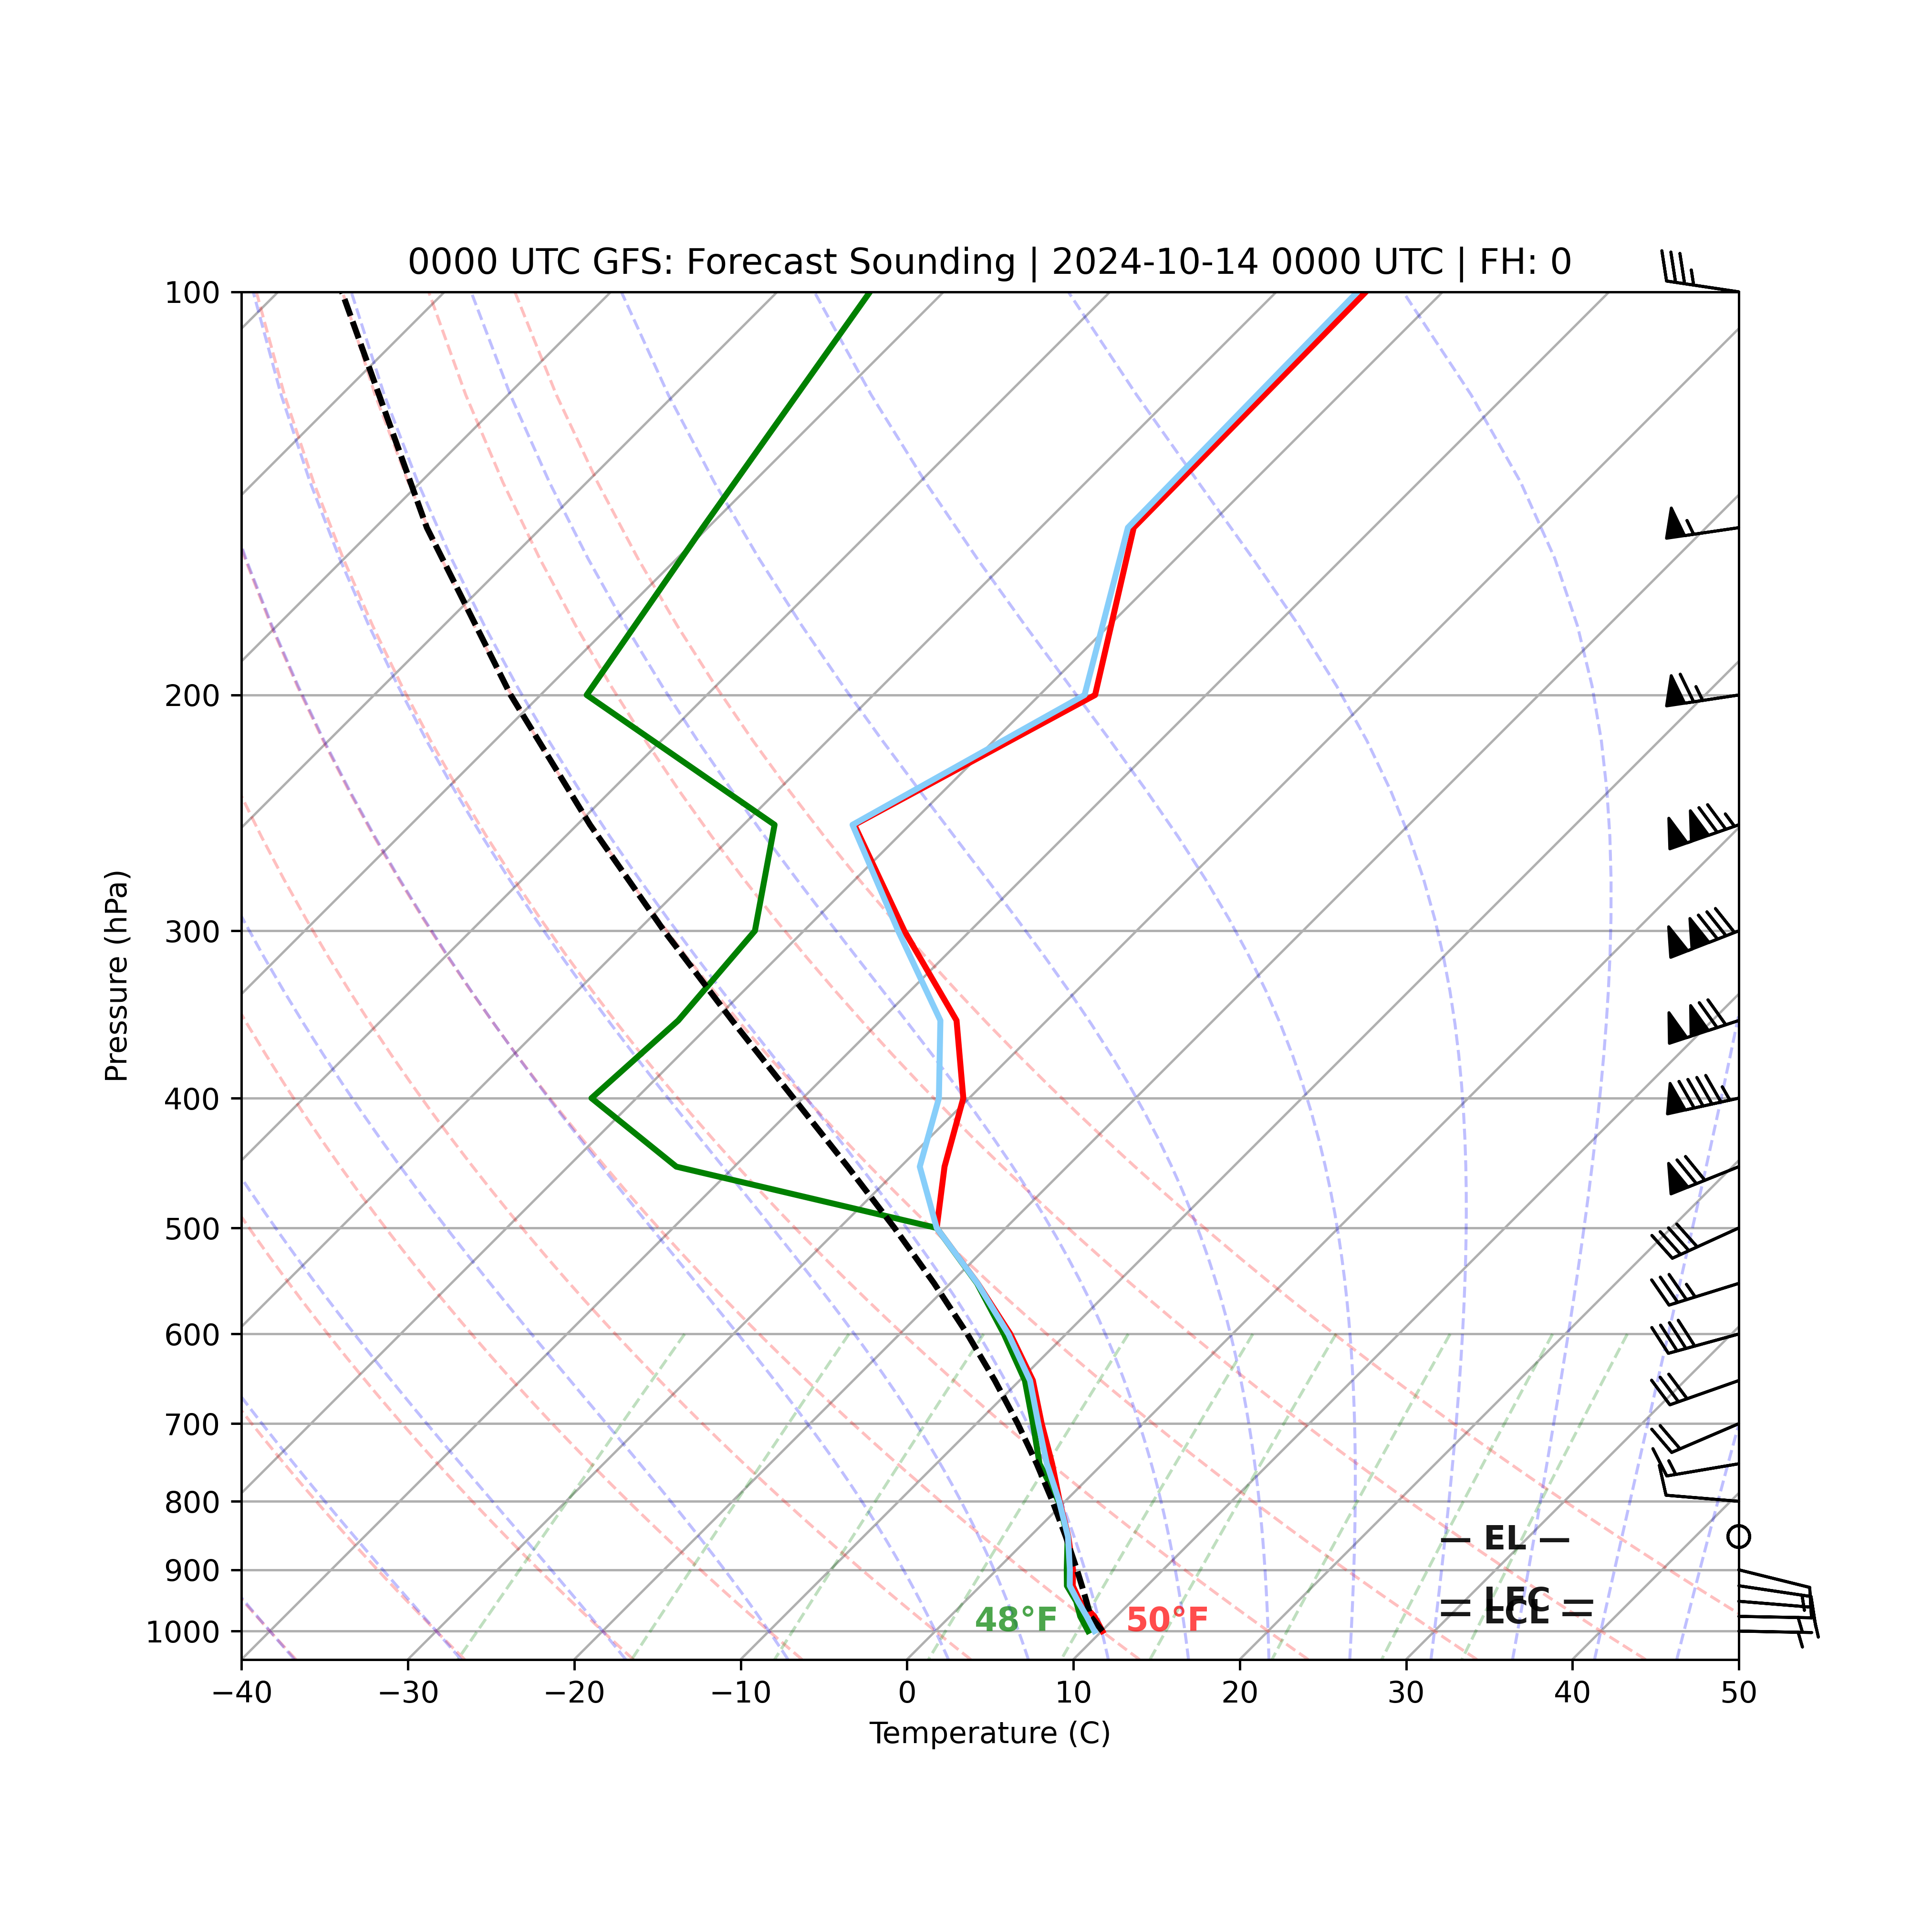 0000 UTC GFS: Forecast Sounding | 2024-10-14 0000 UTC | FH: 0
100
200
300
400
500
600
700
800
900
1000
Pressure (hPa)
— EL —
— LFC —
— LCL —
48°F
50°F
−40 −30 −20 −10 0 10 20 30 40 50
Temperature (C)